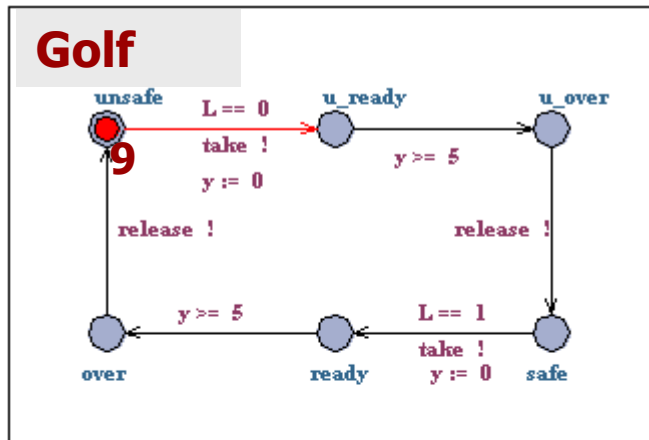 Golf
unsafe
L == 0
take !
y := 0
u_ready
y >= 5
u_over
9
release !
release !
y >= 5
L == 1
take !
y := 0
over
ready
safe